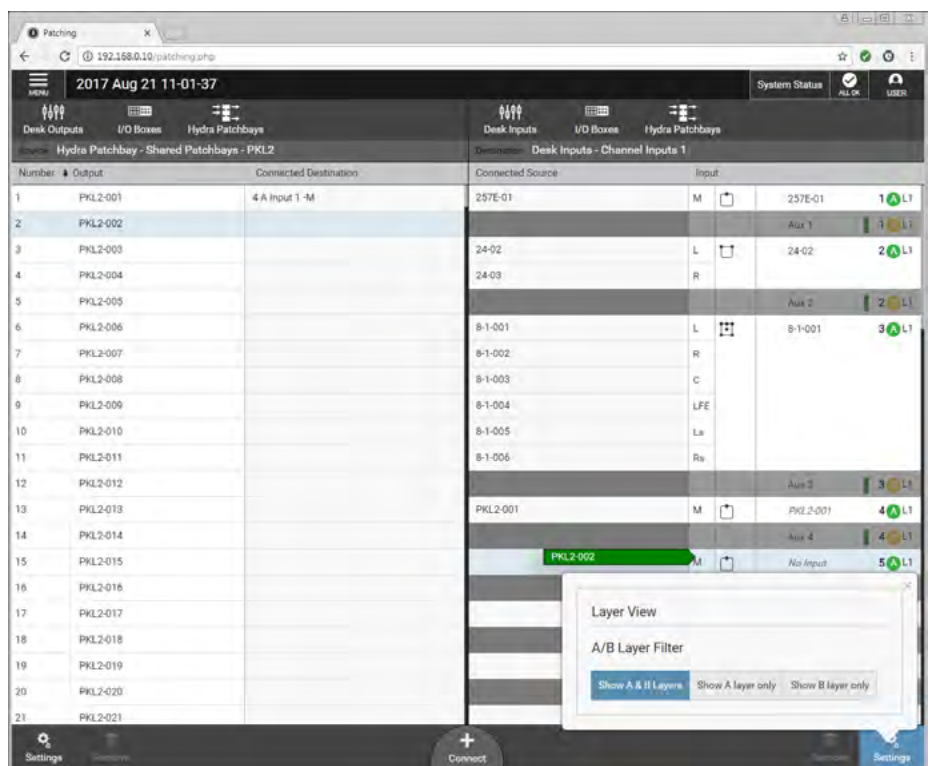 Patching
192.168.0.10/patching.php
MENU
2017 Aug 21 11-01-37
System Status
ALL OK
USER
Desk Outputs
I/O Boxes
Hydra Patchbays
Desk Inputs
I/O Boxes
Hydra Patchbays
Source Hydra Patchbay - Shared Patchbays - PKL2
Destination Desk Inputs - Channel Inputs 1
Number Output Connected Destination
Connected Source Input
1 PKL2-001 4 A Input 1 -M
257E-01 M 257E-01 1 A L1
2 PKL2-002
Aux 1 1 L1
3 PKL2-003
24-02 L 24-02 2 A L1
4 PKL2-004
24-03 R
5 PKL2-005
Aux 2 2 L1
6 PKL2-006
8-1-001 L 8-1-001 3 A L1
7 PKL2-007
8-1-002 R
8 PKL2-008
8-1-003 C
9 PKL2-009
8-1-004 LFE
10 PKL2-010
8-1-005 Ls
11 PKL2-011
8-1-006 Rs
12 PKL2-012
Aux 3 3 L1
13 PKL2-013
PKL2-001 M PKL2-001 4 A L1
14 PKL2-014
Aux 4 4 L1
15 PKL2-015
PKL2-002 M No Input 5 A L1
16 PKL2-016
17 PKL2-017
18 PKL2-018
19 PKL2-019
20 PKL2-020
21 PKL2-021
Layer View
A/B Layer Filter
Show A & B Layers
Show A layer only
Show B layer only
Settings
Remove
Connect
Remove
Settings